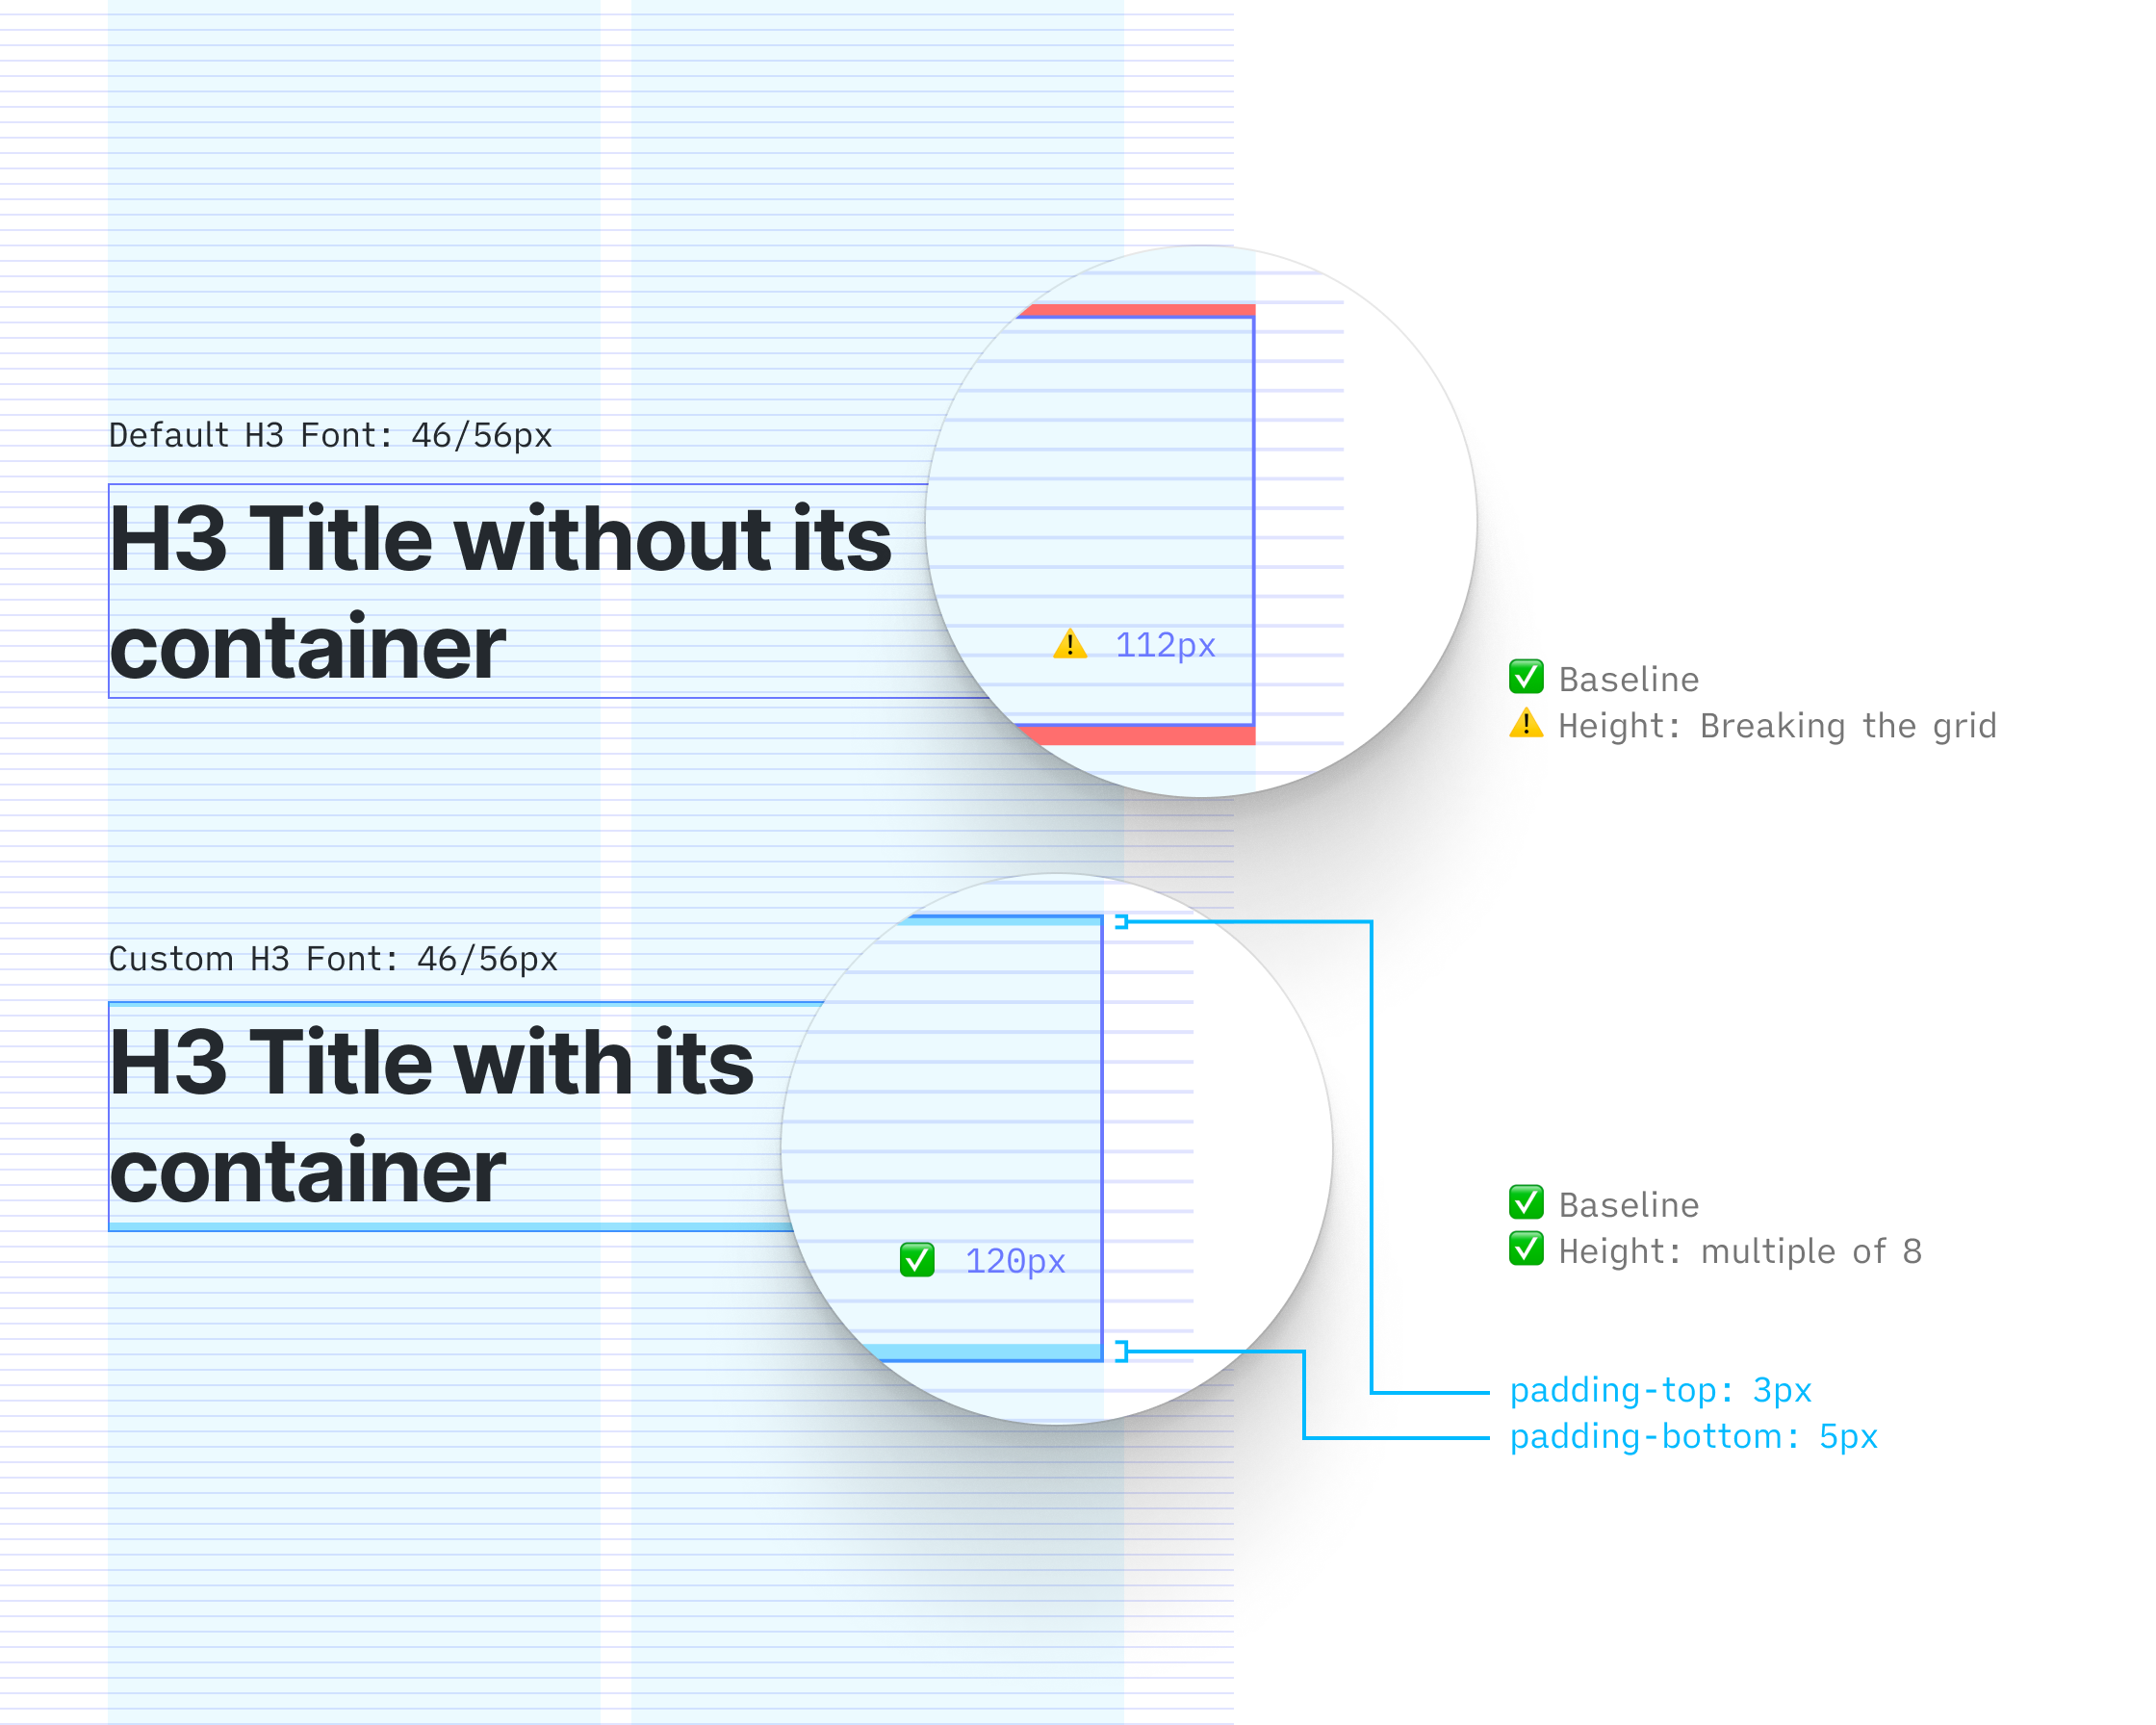 Default H3 Font: 46/56px
H3 Title without its
container
⚠️ 112px
✅ Baseline
⚠️ Height: Breaking the grid
Custom H3 Font: 46/56px
H3 Title with its
container
✅ 120px
✅ Baseline
✅ Height: multiple of 8
padding-top: 3px
padding-bottom: 5px